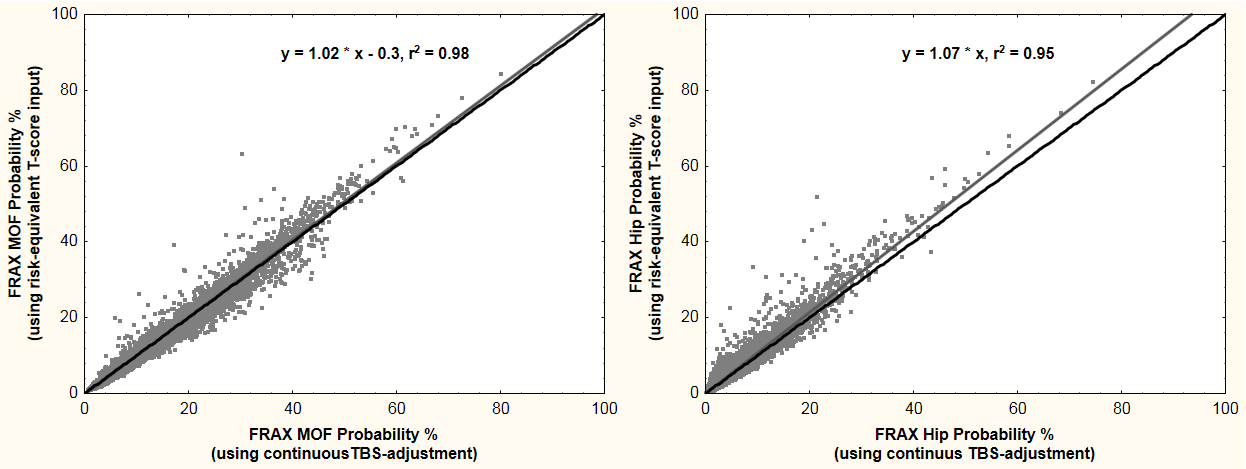 100
80
60
40
20
0
FRAX MOF Probability %
(using risk-equivalent T-score input)
y = 1.02 * x - 0.3, r² = 0.98
0 20 40 60 80 100
FRAX MOF Probability %
(using continuousTBS-adjustment)
100
80
60
40
20
0
FRAX Hip Probability %
(using risk-equivalent T-score input)
y = 1.07 * x, r² = 0.95
0 20 40 60 80 100
FRAX Hip Probability %
(using continuus TBS-adjustment)